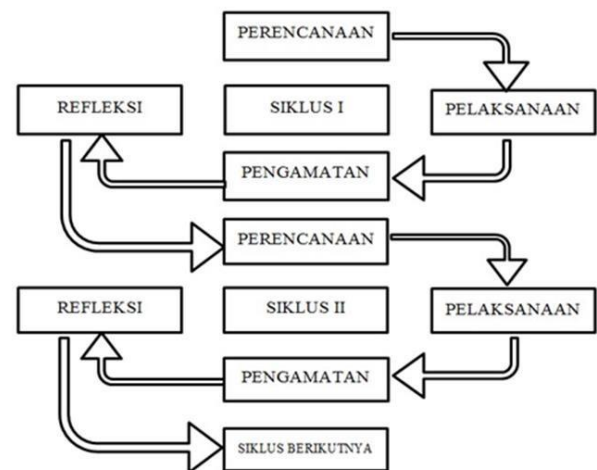 PERENCANAAN
REFLEKSI
SIKLUS I
PELAKSANAAN
PENGAMATAN
PERENCANAAN
REFLEKSI
SIKLUS II
PELAKSANAAN
PENGAMATAN
SIKLUS BERIKUTNYA